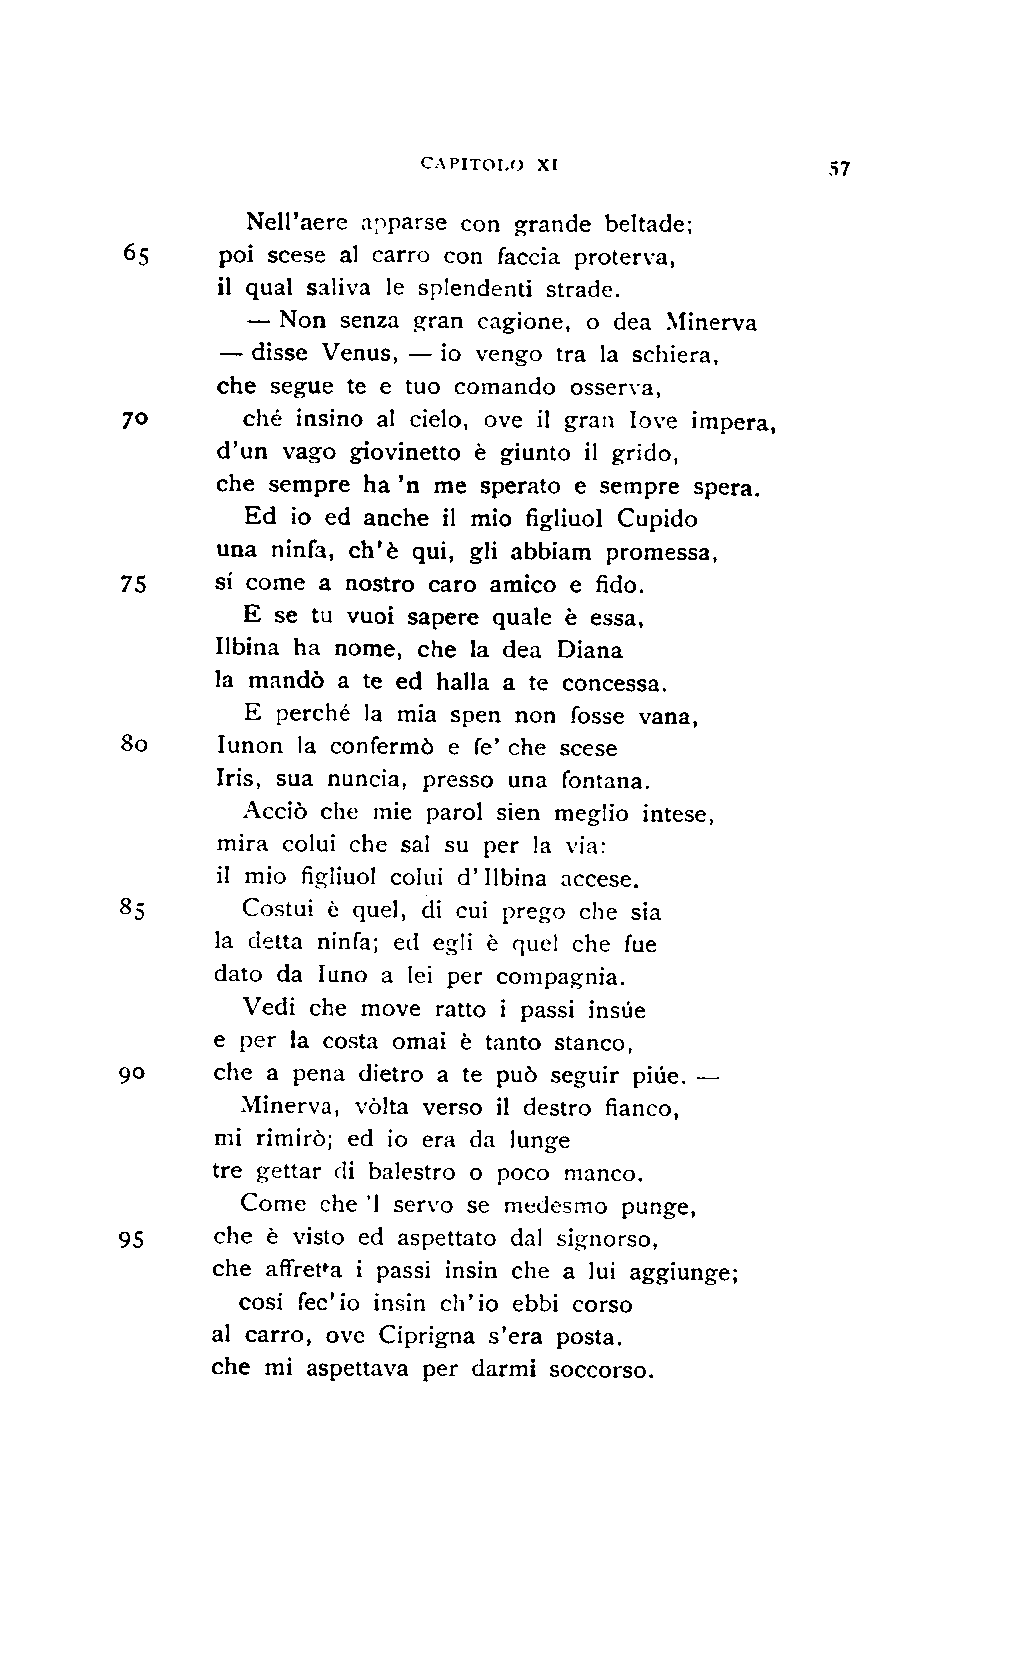 CAPITOLO XI 57
Nell'aere apparse con grande beltade;
65 poi scese al carro con faccia proterva,
il qual saliva le splendenti strade.
— Non senza gran cagione, o dea Minerva
— disse Venus, — io vengo tra la schiera,
che segue te e tuo comando osserva,
70 ché insino al cielo, ove il gran Iove impera,
d'un vago giovinetto è giunto il grido,
che sempre ha 'n me sperato e sempre spera.
Ed io ed anche il mio figliuol Cupido
una ninfa, ch'è qui, gli abbiam promessa,
75 sí come a nostro caro amico e fido.
E se tu vuoi sapere quale è essa,
Ilbina ha nome, che la dea Diana
la mandò a te ed halla a te concessa.
E perché la mia spen non fosse vana,
80 Iunon la confermò e fe' che scese
Iris, sua nuncia, presso una fontana.
Acciò che mie parol sien meglio intese,
mira colui che sal su per la via:
il mio figliuol colui d'Ilbina accese.
85 Costui è quel, di cui prego che sia
la detta ninfa; ed egli è quel che fue
dato da Iuno a lei per compagnia.
Vedi che move ratto i passi insúe
e per la costa omai è tanto stanco,
90 che a pena dietro a te può seguir piúe. —
Minerva, vòlta verso il destro fianco,
mi rimirò; ed io era da lunge
tre gettar di balestro o poco manco.
Come che 'l servo se medesmo punge,
95 che è visto ed aspettato dal signorso,
che affretta i passi insin che a lui aggiunge;
cosi fec'io insin ch'io ebbi corso
al carro, ove Ciprigna s'era posta.
che mi aspettava per darmi soccorso.